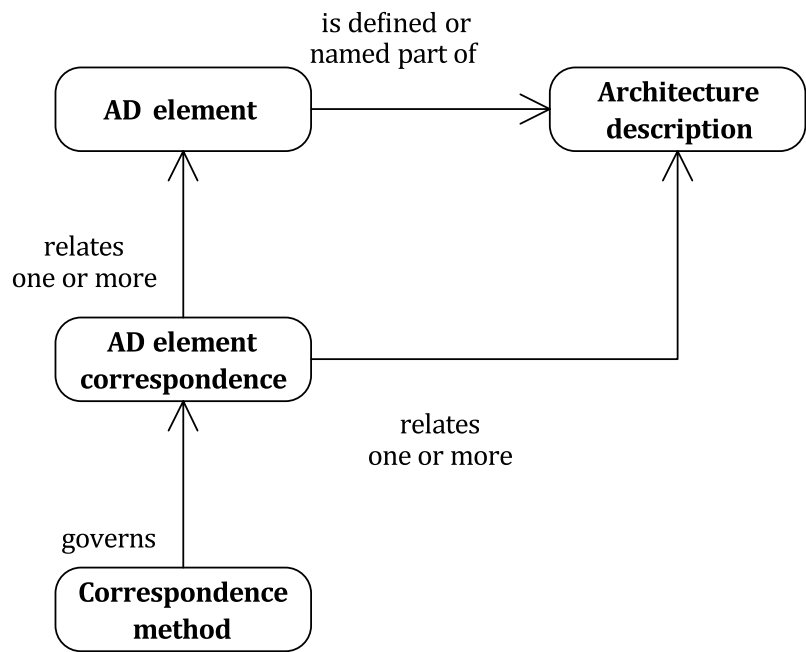 is defined or
named part of
AD element
Architecture
description
relates
one or more
AD element
correspondence
relates
one or more
governs
Correspondence
method